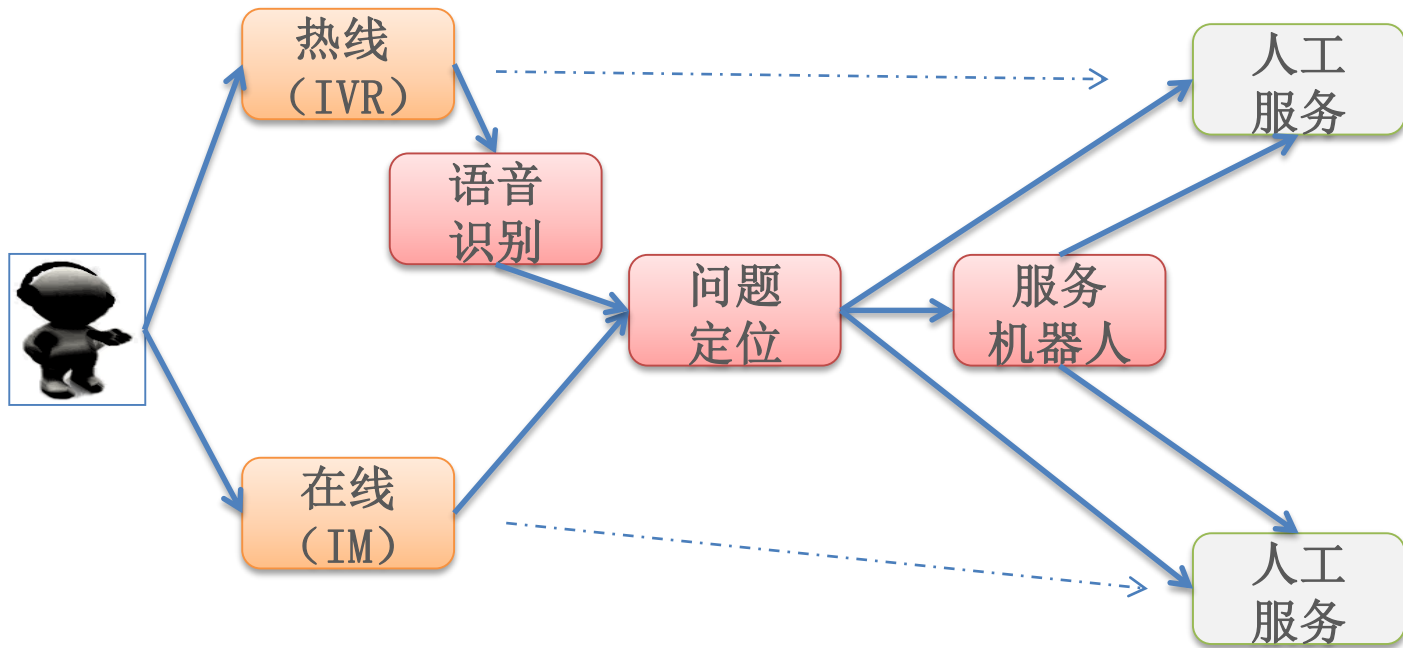 热线
（IVR）
人工
服务
语音
识别
问题
定位
服务
机器人
在线
（IM）
人工
服务